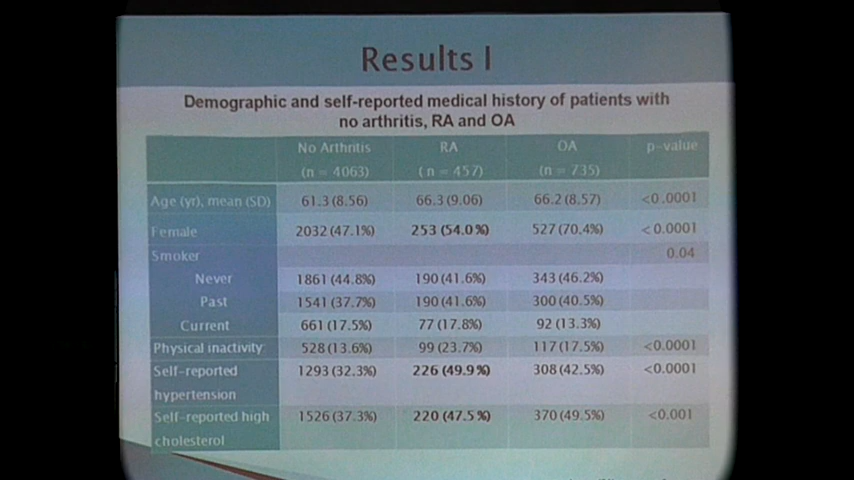 Results I
Demographic and self-reported medical history of patients with
no arthritis, RA and OA
No Arthritis RA OA p-value
(n = 4063) (n = 457) (n = 735)
Age (yr), mean (SD) 61.3 (8.56) 66.3 (9.06) 66.2 (8.57) <0.0001
Female 2032 (47.1%) 253 (54.0%) 527 (70.4%) <0.0001
Smoker 0.04
Never 1861 (44.8%) 190 (41.6%) 343 (46.2%)
Past 1541 (37.7%) 190 (41.6%) 300 (40.5%)
Current 661 (17.5%) 77 (17.8%) 92 (13.3%)
Physical inactivity 528 (13.6%) 99 (23.7%) 117 (17.5%) <0.0001
Self-reported 1293 (32.3%) 226 (49.9%) 308 (42.5%) <0.0001
hypertension
Self-reported high 1526 (37.3%) 220 (47.5%) 370 (49.5%) <0.001
cholesterol